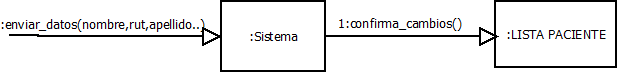 :enviar_datos(nombre,rut,apellido..)
1:confirma_cambios()
:Sistema
:LISTA PACIENTE